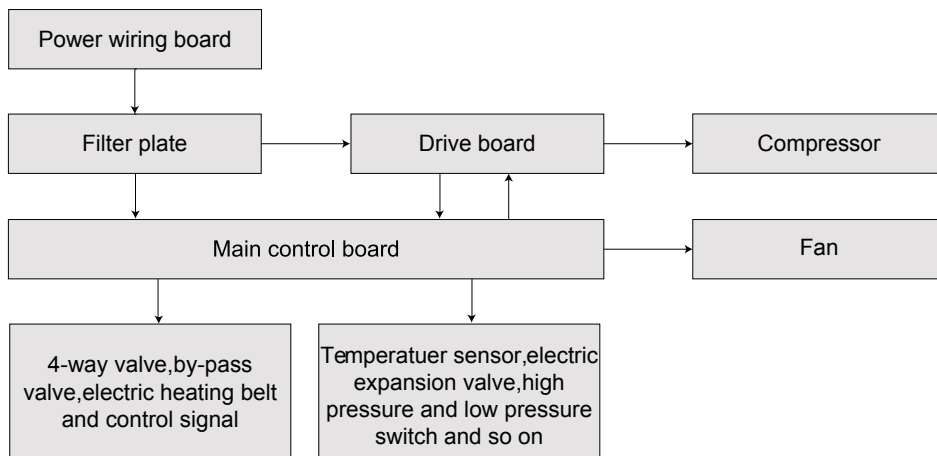 Power wiring board
Filter plate
Drive board
Compressor
Main control board
Fan
4-way valve,by-pass
valve,electric heating belt
and control signal
Temperatuer sensor,electric
expansion valve,high
pressure and low pressure
switch and so on